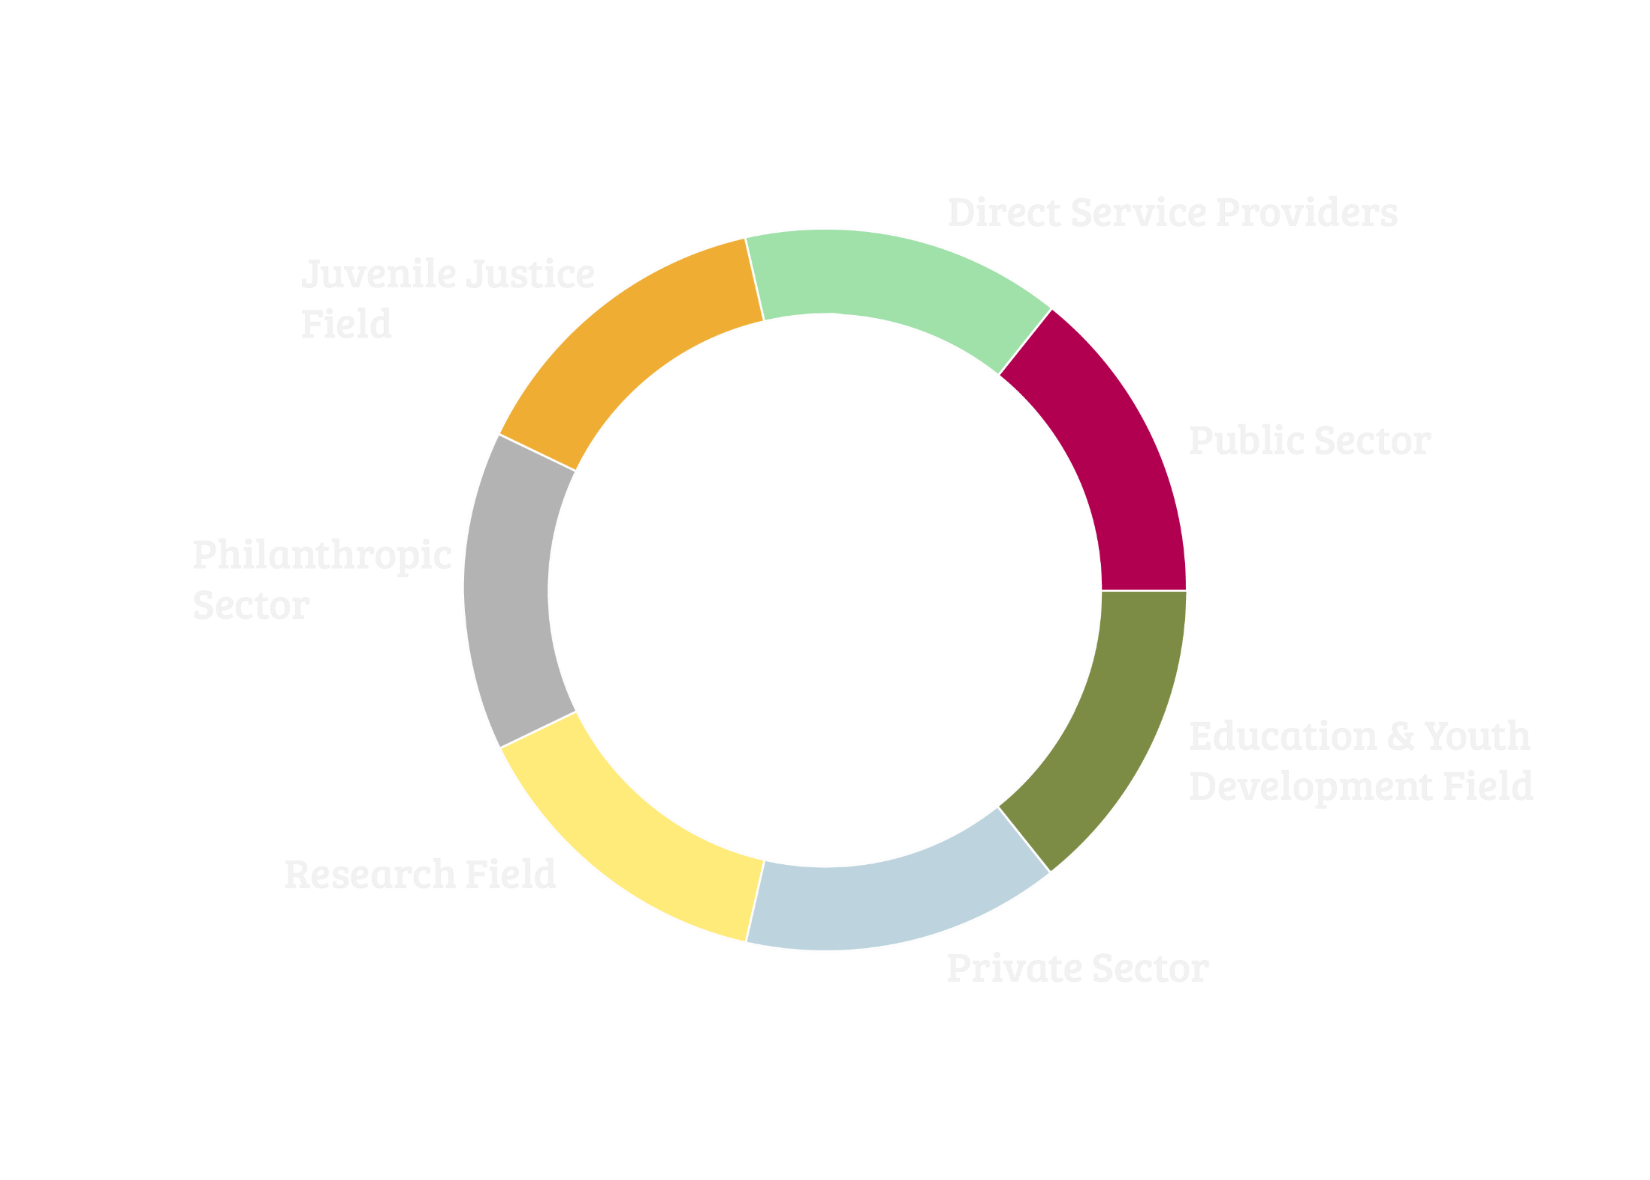 Direct Service Providers
Juvenile Justice
Field
Public Sector
Philanthropic
Sector
Education & Youth
Development Field
Research Field
Private Sector